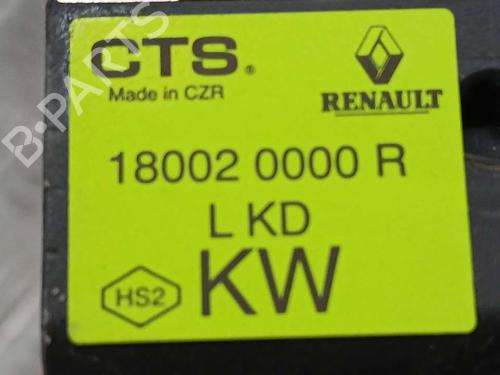 CTS®
Made in CZR
RENAULT
18002 0000 R
L KD
KW
HS2
B-PARTS